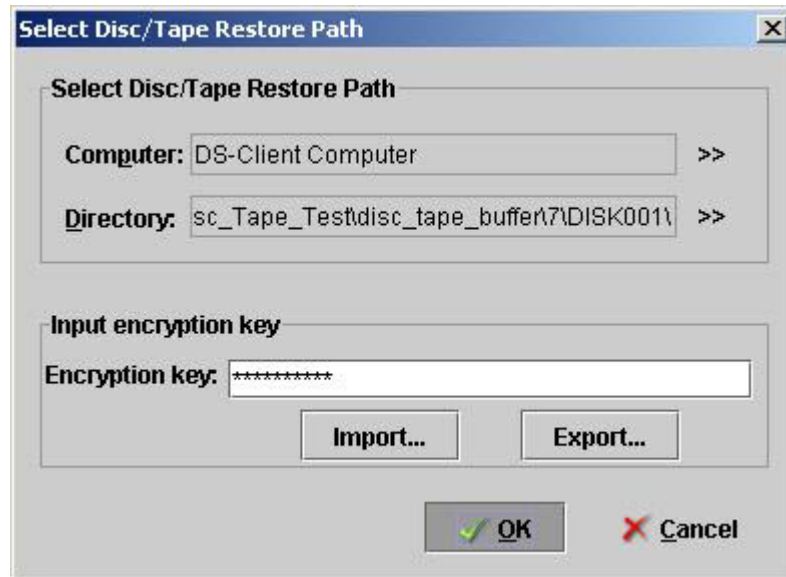 Select Disc/Tape Restore Path
Select Disc/Tape Restore Path
Computer: DS-Client Computer >>
Directory: sc_Tape_Test\disc_tape_buffer\7\DISK001\ >>
Input encryption key
Encryption key: **********
Import... Export...
OK Cancel